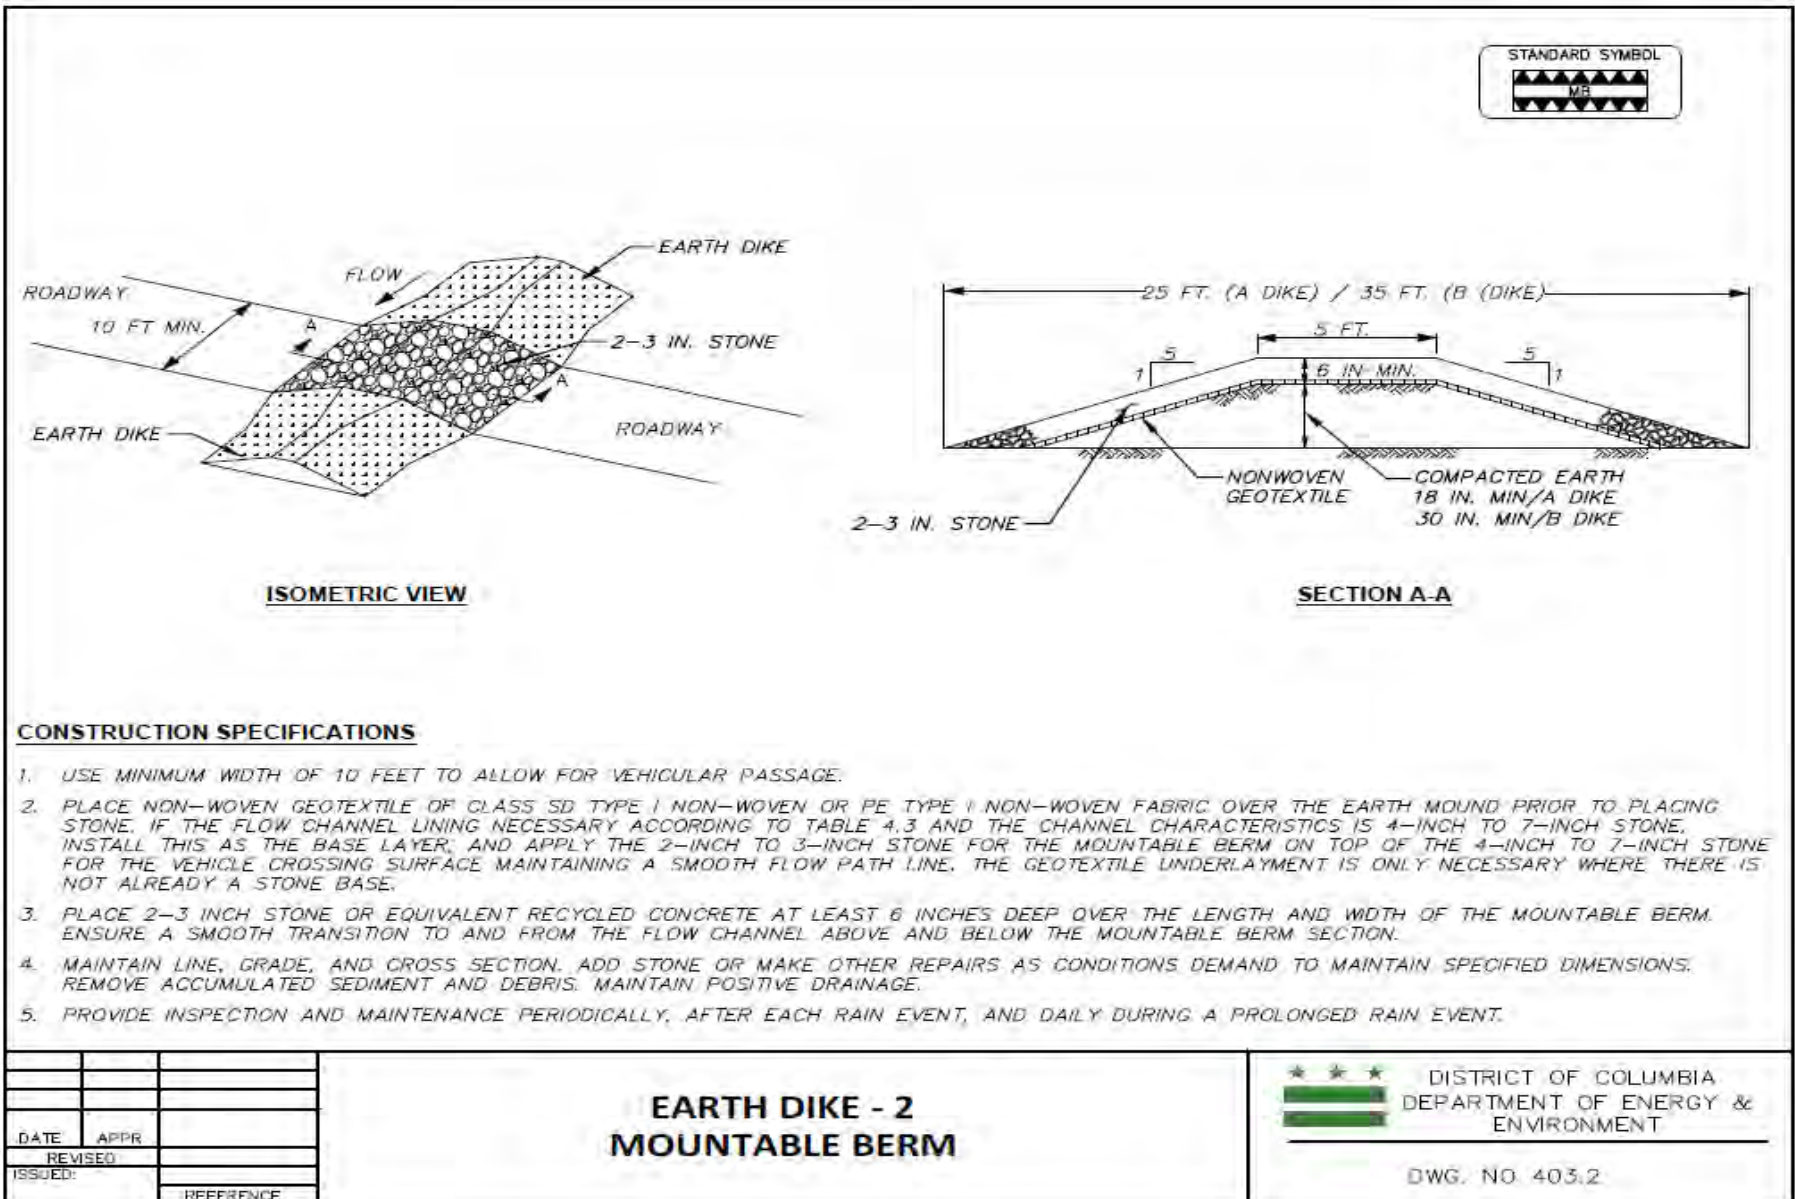 STANDARD SYMBOL
MB
EARTH DIKE
FLOW
ROADWAY
10 FT MIN.
A
2-3 IN. STONE
A
EARTH DIKE
ROADWAY
ISOMETRIC VIEW
25 FT. (A DIKE) / 35 FT. (B (DIKE)
5 FT.
5
1
6 IN MIN.
5
1
NONWOVEN
GEOTEXTILE
COMPACTED EARTH
18 IN. MIN/A DIKE
30 IN. MIN/B DIKE
2-3 IN. STONE
SECTION A-A
CONSTRUCTION SPECIFICATIONS
1. USE MINIMUM WIDTH OF 10 FEET TO ALLOW FOR VEHICULAR PASSAGE.
2. PLACE NON-WOVEN GEOTEXTILE OF CLASS SD TYPE I NON-WOVEN OR PE TYPE I NON-WOVEN FABRIC OVER THE EARTH MOUND PRIOR TO PLACING
STONE. IF THE FLOW CHANNEL LINING NECESSARY ACCORDING TO TABLE 4.3 AND THE CHANNEL CHARACTERISTICS IS 4-INCH TO 7-INCH STONE,
INSTALL THIS AS THE BASE LAYER, AND APPLY THE 2-INCH TO 3-INCH STONE FOR THE MOUNTABLE BERM ON TOP OF THE 4-INCH TO 7-INCH STONE
FOR THE VEHICLE CROSSING SURFACE MAINTAINING A SMOOTH FLOW PATH LINE. THE GEOTEXTILE UNDERLAYMENT IS ONLY NECESSARY WHERE THERE IS
NOT ALREADY A STONE BASE.
3. PLACE 2-3 INCH STONE OR EQUIVALENT RECYCLED CONCRETE AT LEAST 6 INCHES DEEP OVER THE LENGTH AND WIDTH OF THE MOUNTABLE BERM.
ENSURE A SMOOTH TRANSITION TO AND FROM THE FLOW CHANNEL ABOVE AND BELOW THE MOUNTABLE BERM SECTION.
4. MAINTAIN LINE, GRADE, AND CROSS SECTION. ADD STONE OR MAKE OTHER REPAIRS AS CONDITIONS DEMAND TO MAINTAIN SPECIFIED DIMENSIONS.
REMOVE ACCUMULATED SEDIMENT AND DEBRIS. MAINTAIN POSITIVE DRAINAGE.
5. PROVIDE INSPECTION AND MAINTENANCE PERIODICALLY, AFTER EACH RAIN EVENT, AND DAILY DURING A PROLONGED RAIN EVENT.
DATE APPR
REVISED
ISSUED:
REFERENCE
EARTH DIKE - 2
MOUNTABLE BERM
DISTRICT OF COLUMBIA
DEPARTMENT OF ENERGY &
ENVIRONMENT
DWG. NO 403.2